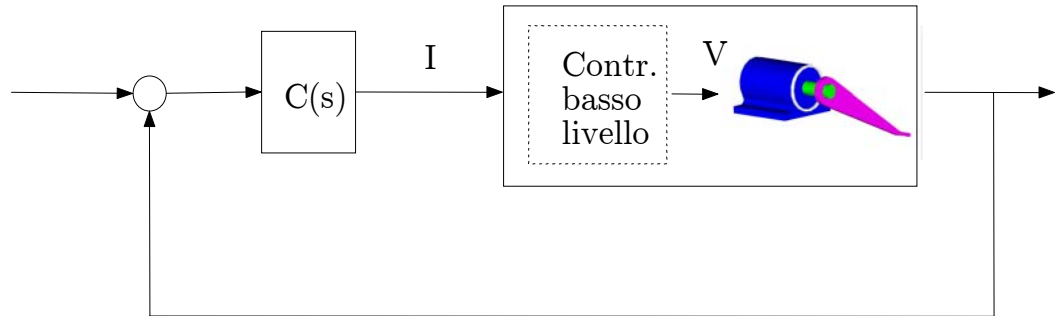 I
C(s)
Contr.
basso
livello
V